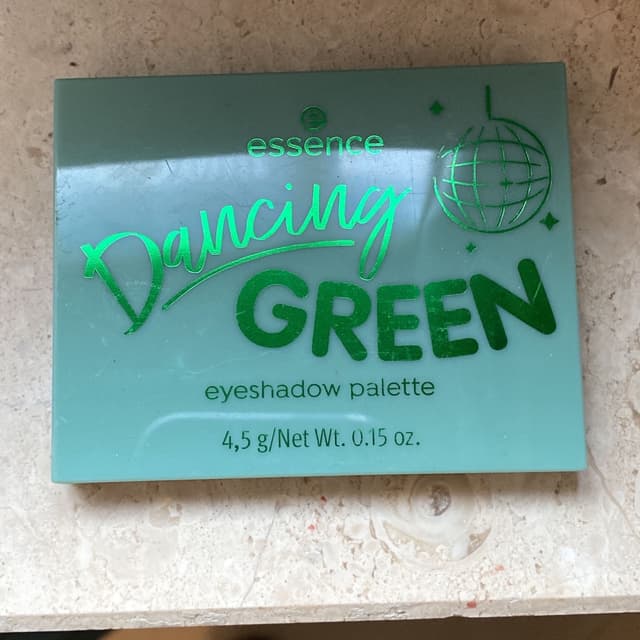 essence
Dancing
GREEN
eyeshadow palette
4,5 g/Net Wt. 0.15 oz.